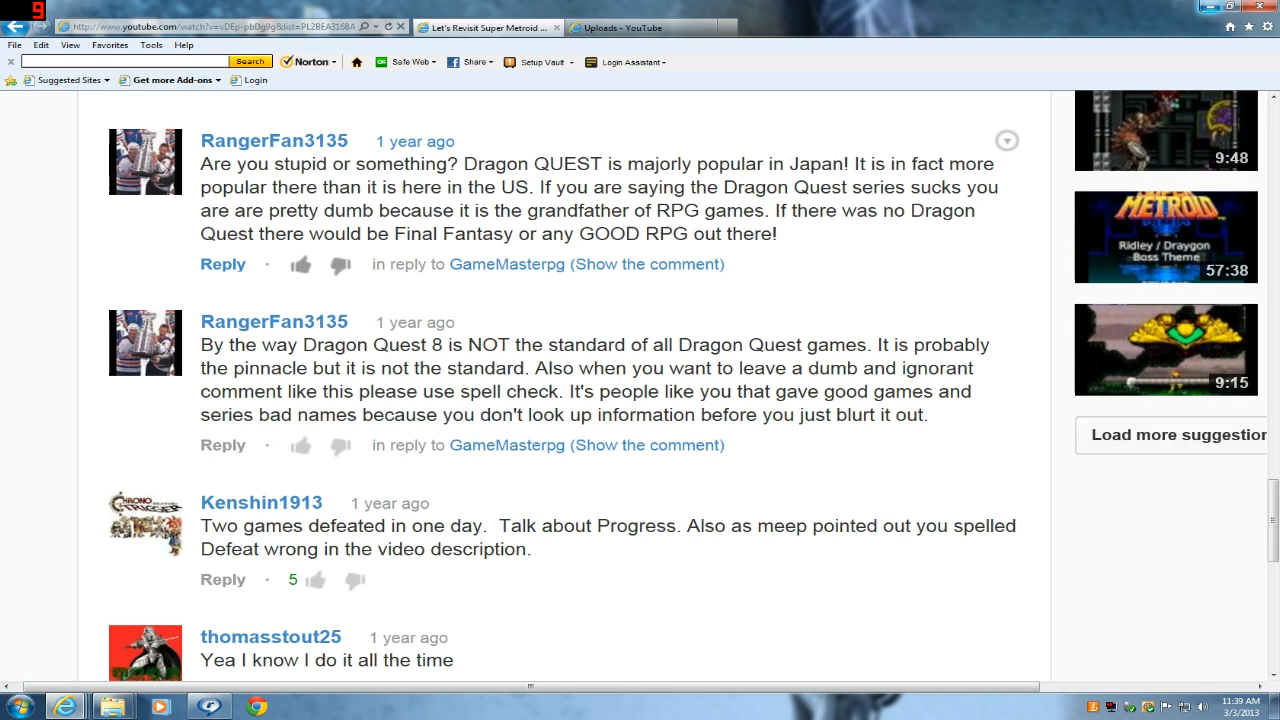 9
http://www.youtube.com/watch?v=vDEp-pbDg9g&list=PL2BEA3168A
Let's Revisit Super Metroid ...
Uploads - YouTube
File Edit View Favorites Tools Help
Search Norton Safe Web Share Setup Vault Login Assistant
Suggested Sites Get more Add-ons Login
RangerFan3135 1 year ago
Are you stupid or something? Dragon QUEST is majorly popular in Japan! It is in fact more
popular there than it is here in the US. If you are saying the Dragon Quest series sucks you
are are pretty dumb because it is the grandfather of RPG games. If there was no Dragon
Quest there would be Final Fantasy or any GOOD RPG out there!
Reply · in reply to GameMasterpg (Show the comment)
RangerFan3135 1 year ago
By the way Dragon Quest 8 is NOT the standard of all Dragon Quest games. It is probably
the pinnacle but it is not the standard. Also when you want to leave a dumb and ignorant
comment like this please use spell check. It's people like you that gave good games and
series bad names because you don't look up information before you just blurt it out.
Reply · in reply to GameMasterpg (Show the comment)
CHRONO TRIGGER
Kenshin1913 1 year ago
Two games defeated in one day. Talk about Progress. Also as meep pointed out you spelled
Defeat wrong in the video description.
Reply · 5
thomasstout25 1 year ago
Yea I know I do it all the time
9:48
METROID
Ridley / Draygon
Boss Theme
57:38
9:15
Load more suggestion
11:39 AM
3/3/2013